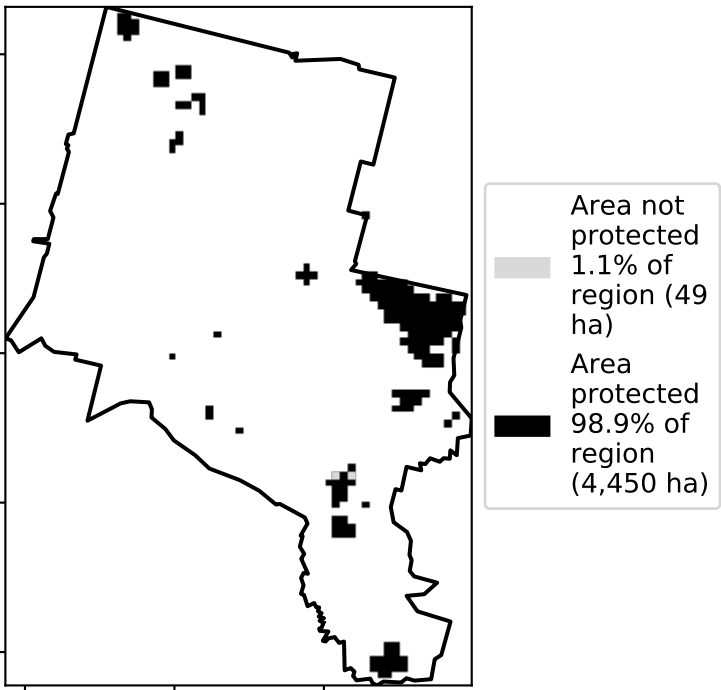 Area not
protected
1.1% of
region (49
ha)
Area
protected
98.9% of
region
(4,450 ha)